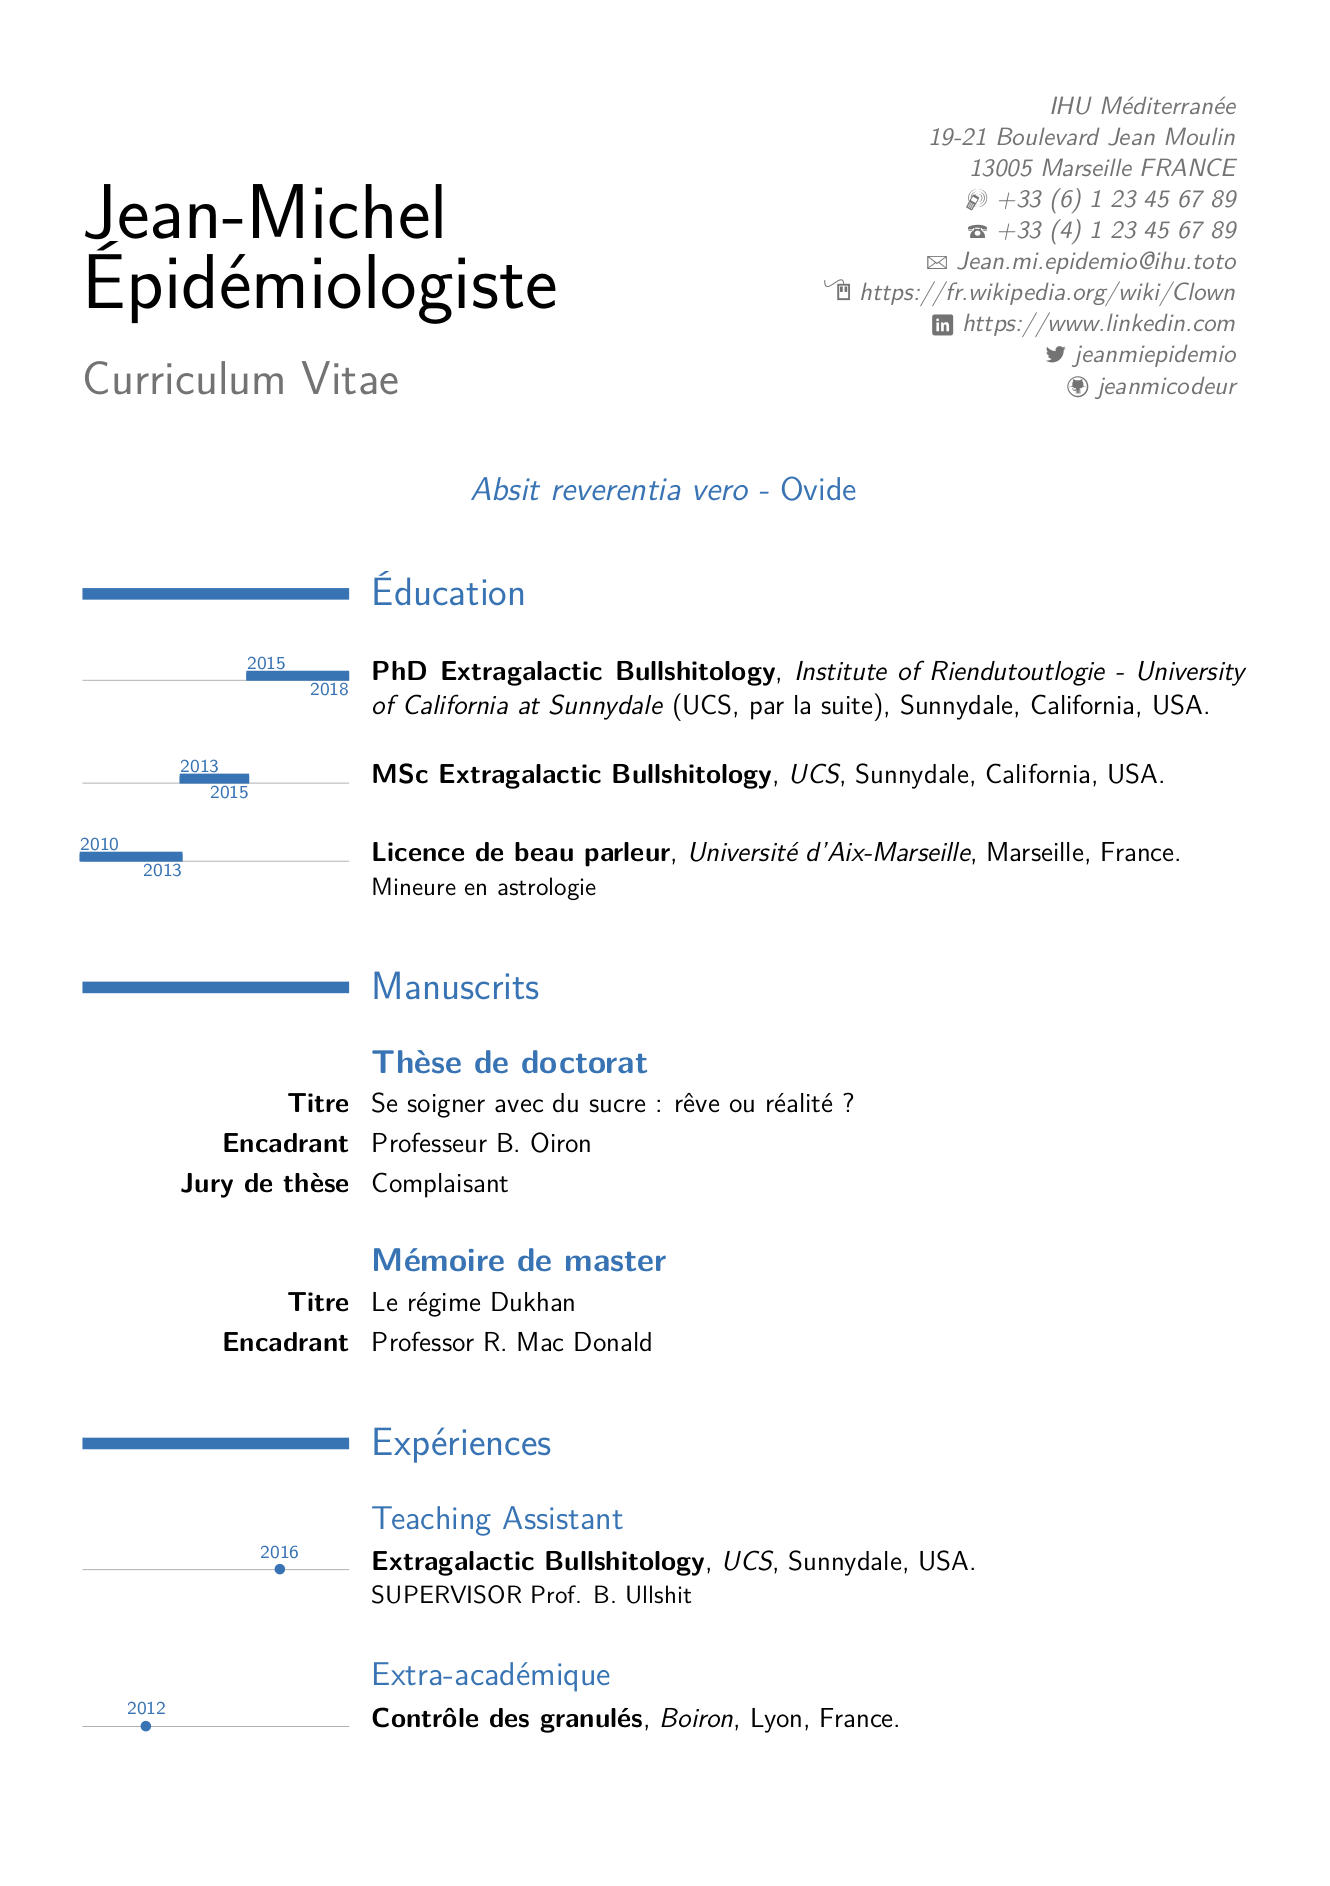 IHU Méditerranée
19-21 Boulevard Jean Moulin
13005 Marseille FRANCE
+33 (6) 1 23 45 67 89
+33 (4) 1 23 45 67 89
Jean.mi.epidemio@ihu.toto
https://fr.wikipedia.org/wiki/Clown
https://www.linkedin.com
jeanmiepidemio
jeanmicodeur
Jean-Michel
Épidémiologiste
Curriculum Vitae
Absit reverentia vero - Ovide
Éducation
2015
2018
PhD Extragalactic Bullshitology, Institute of Riendutoutlogie - University
of California at Sunnydale (UCS, par la suite), Sunnydale, California, USA.
2013
2015
MSc Extragalactic Bullshitology, UCS, Sunnydale, California, USA.
2010
2013
Licence de beau parleur, Université d'Aix-Marseille, Marseille, France.
Mineure en astrologie
Manuscrits
Thèse de doctorat
Titre Se soigner avec du sucre : rêve ou réalité ?
Encadrant Professeur B. Oiron
Jury de thèse Complaisant
Mémoire de master
Titre Le régime Dukhan
Encadrant Professor R. Mac Donald
Expériences
Teaching Assistant
2016
Extragalactic Bullshitology, UCS, Sunnydale, USA.
SUPERVISOR Prof. B. Ullshit
Extra-académique
2012
Contrôle des granulés, Boiron, Lyon, France.